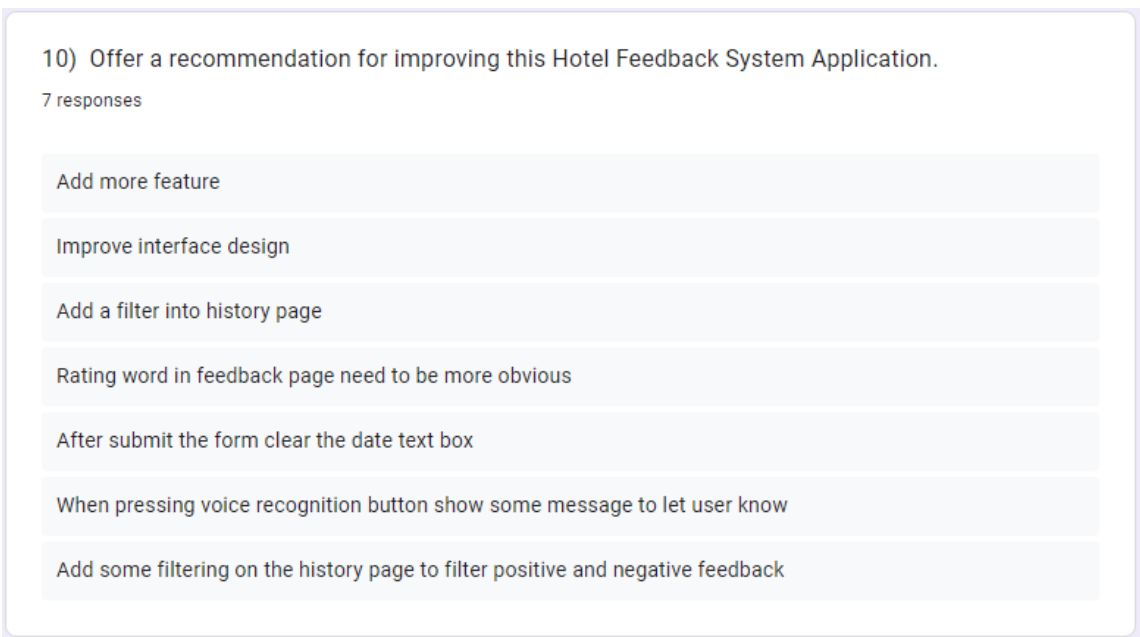 10) Offer a recommendation for improving this Hotel Feedback System Application.
7 responses
Add more feature
Improve interface design
Add a filter into history page
Rating word in feedback page need to be more obvious
After submit the form clear the date text box
When pressing voice recognition button show some message to let user know
Add some filtering on the history page to filter positive and negative feedback